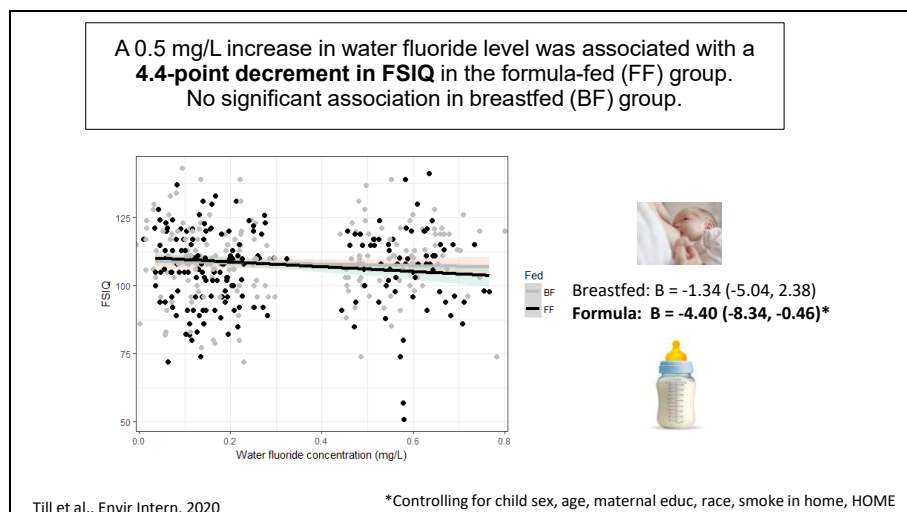 A 0.5 mg/L increase in water fluoride level was associated with a
4.4-point decrement in FSIQ in the formula-fed (FF) group.
No significant association in breastfed (BF) group.
125
100
75
50
FSIQ
0.0 0.2 0.4 0.6 0.8
Water fluoride concentration (mg/L)
Fed
BF
FF
Breastfed: B = -1.34 (-5.04, 2.38)
Formula: B = -4.40 (-8.34, -0.46)*
Till et al., Envir Intern, 2020
*Controlling for child sex, age, maternal educ, race, smoke in home, HOME